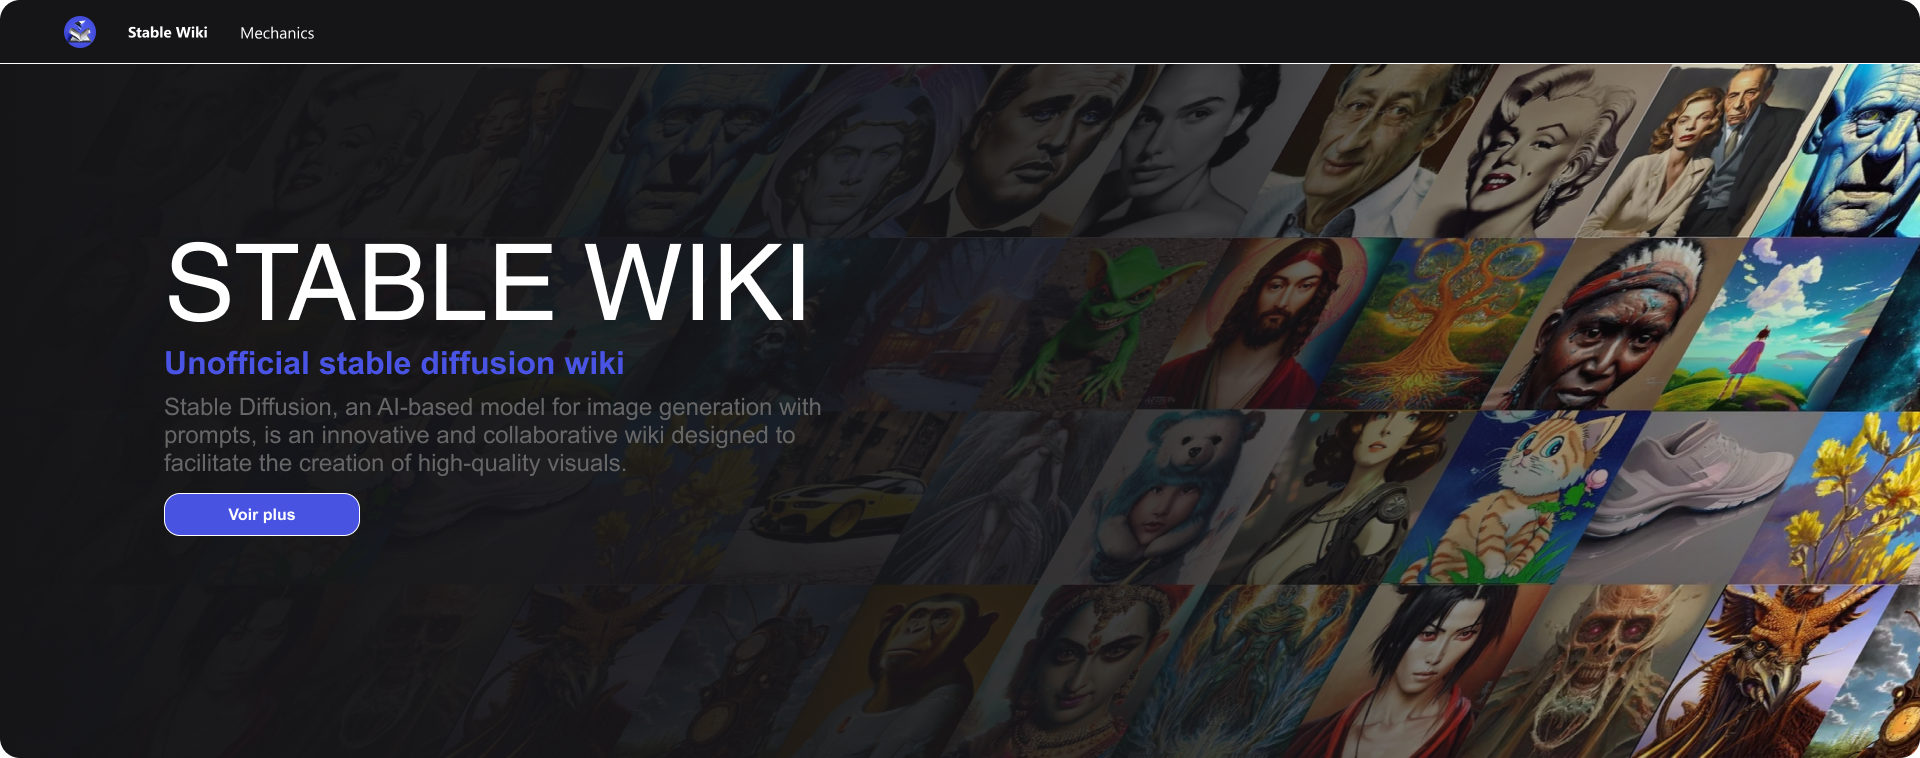 Stable Wiki
Mechanics
STABLE WIKI
Unofficial stable diffusion wiki
Stable Diffusion, an AI-based model for image generation with
prompts, is an innovative and collaborative wiki designed to
facilitate the creation of high-quality visuals.
Voir plus